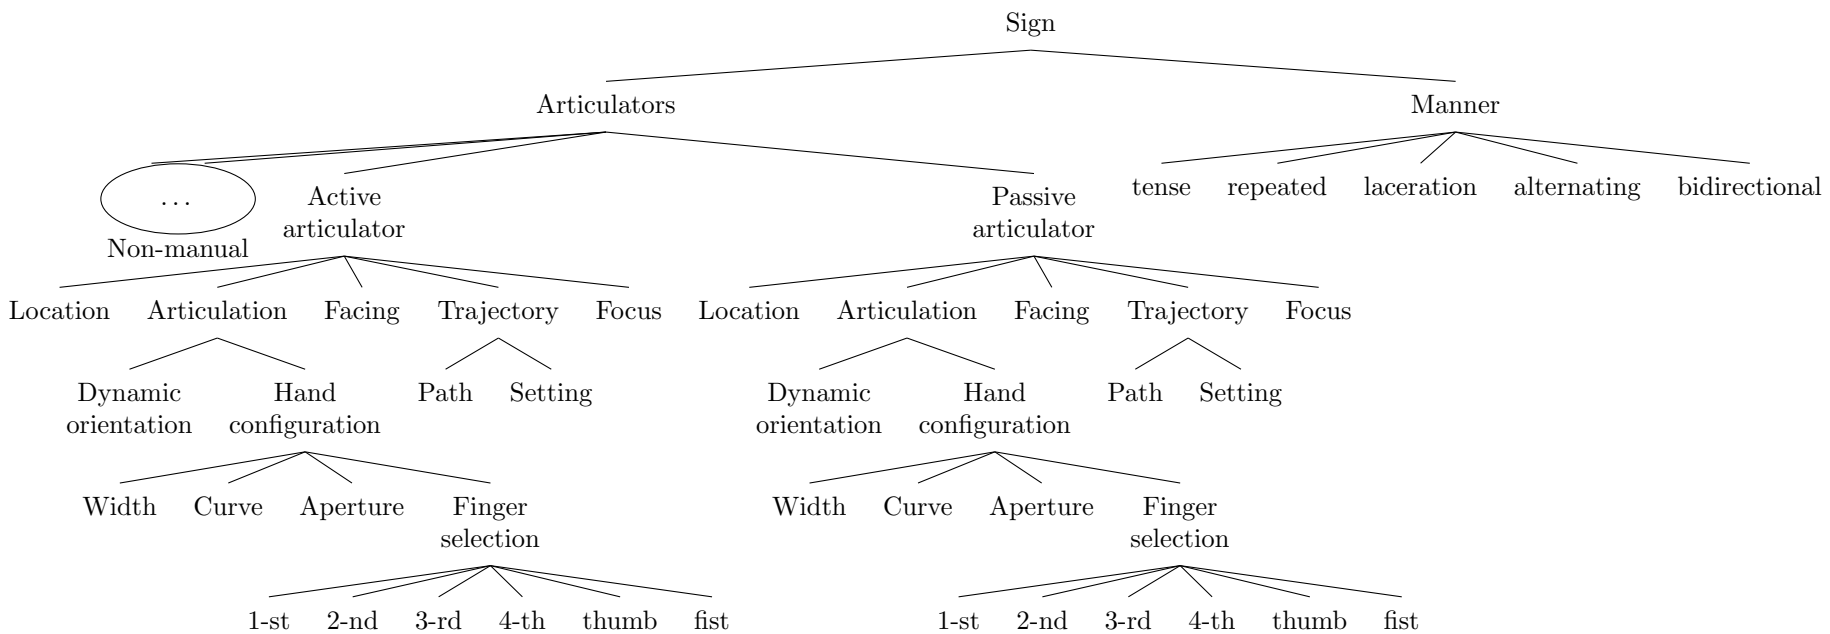 Sign
Articulators Manner
... Active articulator Passive articulator tense repeated laceration alternating bidirectional
Non-manual
Location Articulation Facing Trajectory Focus Location Articulation Facing Trajectory Focus
Dynamic orientation Hand configuration Path Setting Dynamic orientation Hand configuration Path Setting
Width Curve Aperture Finger selection Width Curve Aperture Finger selection
1-st 2-nd 3-rd 4-th thumb fist 1-st 2-nd 3-rd 4-th thumb fist